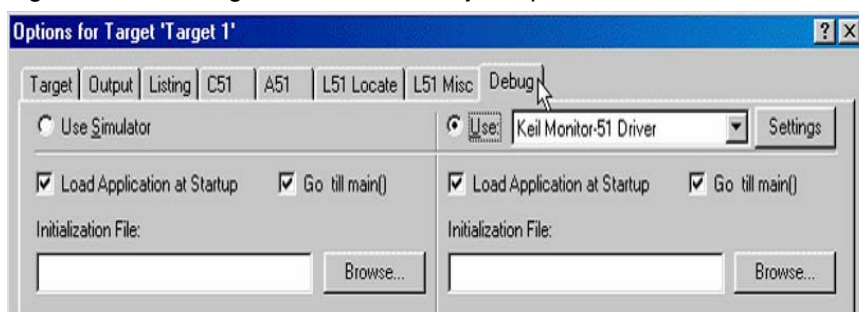 Options for Target 'Target 1'
? X
Target Output Listing C51 A51 L51 Locate L51 Misc Debug
Use Simulator
Use: Keil Monitor-51 Driver Settings
Load Application at Startup Go till main()
Load Application at Startup Go till main()
Initialization File:
Initialization File:
Browse...
Browse...